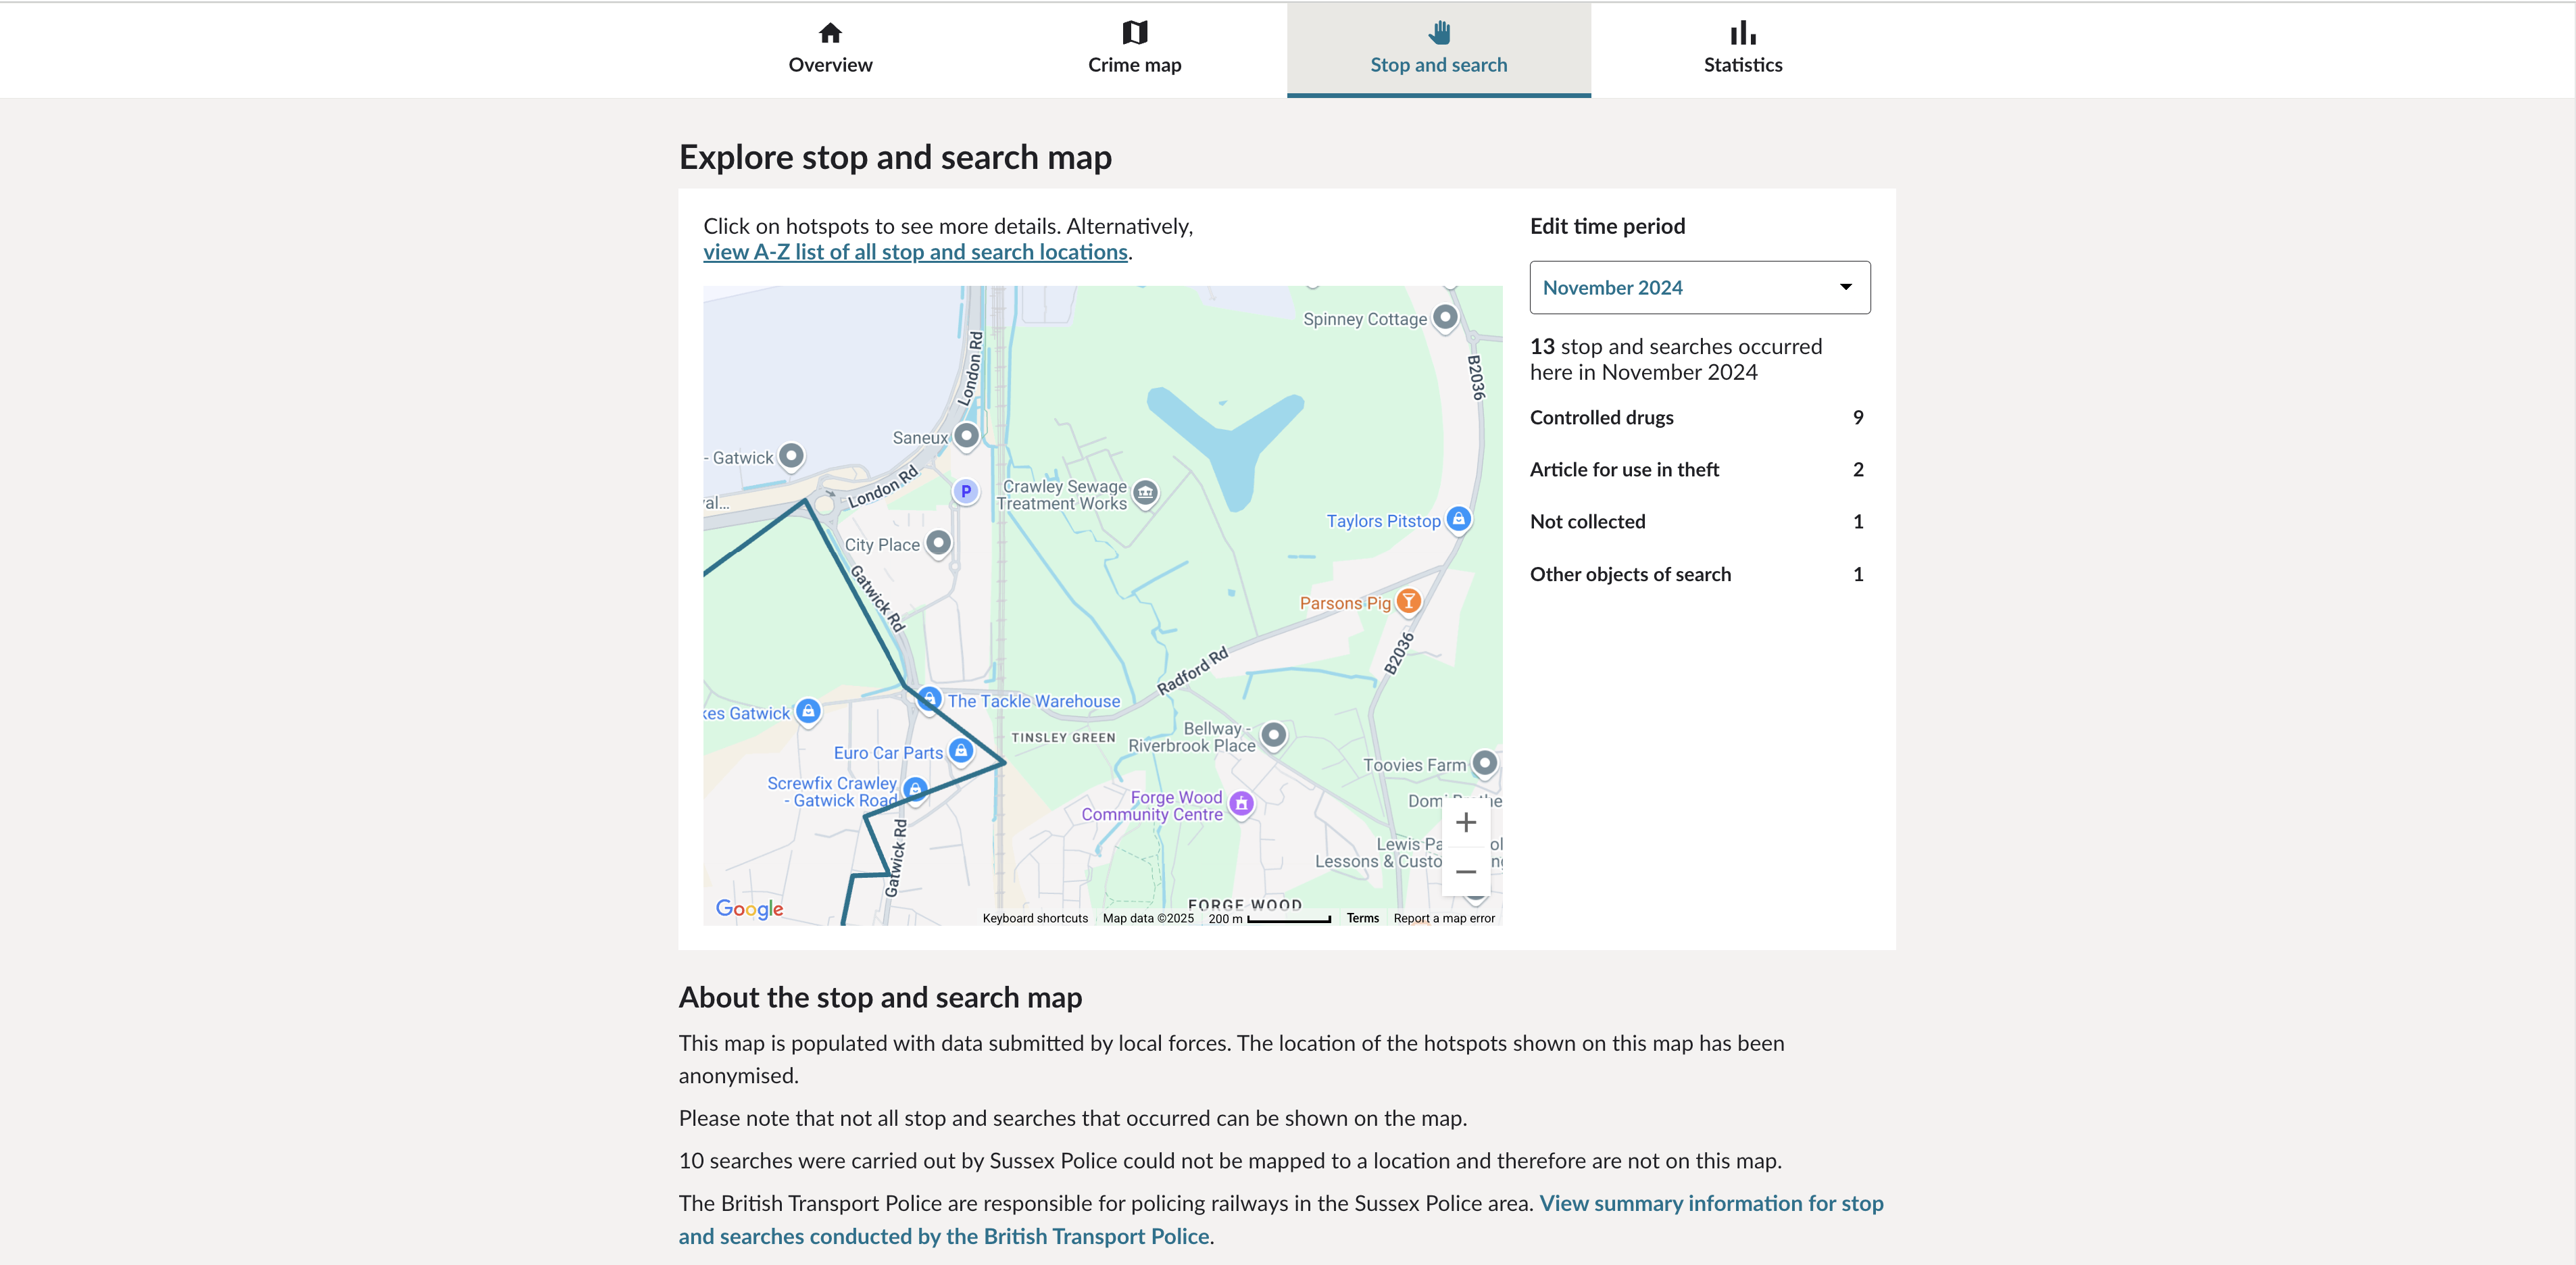 Overview
Crime map
Stop and search
Statistics
Explore stop and search map
Click on hotspots to see more details. Alternatively,
view A-Z list of all stop and search locations.
London Rd
Spinney Cottage
B2036
Saneux
- Gatwick
London Rd
P
Crawley Sewage
Treatment Works
Taylors Pitstop
City Place
Gatwick Rd
Parsons Pig
B2036
Radford Rd
The Tackle Warehouse
kes Gatwick
TINSLEY GREEN
Bellway -
Riverbrook Place
Euro Car Parts
Toovies Farm
Screwfix Crawley
- Gatwick Road
Forge Wood
Community Centre
Gatwick Rd
Lessons & Custo
FORGE WOOD
Google
Keyboard shortcuts
Map data ©2025
200 m
Terms
Report a map error
Edit time period
November 2024
13 stop and searches occurred
here in November 2024
Controlled drugs 9
Article for use in theft 2
Not collected 1
Other objects of search 1
About the stop and search map
This map is populated with data submitted by local forces. The location of the hotspots shown on this map has been
anonymised.
Please note that not all stop and searches that occurred can be shown on the map.
10 searches were carried out by Sussex Police could not be mapped to a location and therefore are not on this map.
The British Transport Police are responsible for policing railways in the Sussex Police area. View summary information for stop
and searches conducted by the British Transport Police.